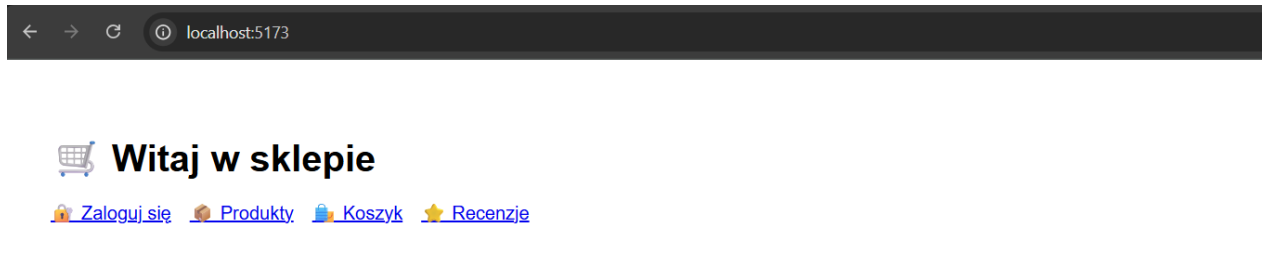 localhost:5173
🛒 Witaj w sklepie
🔐 Zaloguj się 📦 Produkty 🛍️ Koszyk ⭐ Recenzje